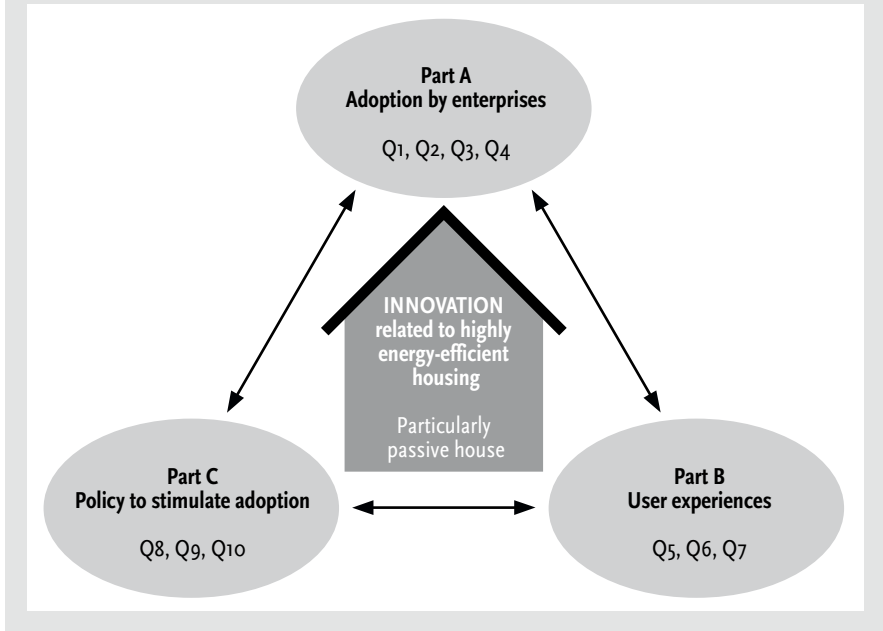 Part A
Adoption by enterprises
Q1, Q2, Q3, Q4
INNOVATION
related to highly
energy-efficient
housing
Particularly
passive house
Part C
Policy to stimulate adoption
Q8, Q9, Q10
Part B
User experiences
Q5, Q6, Q7